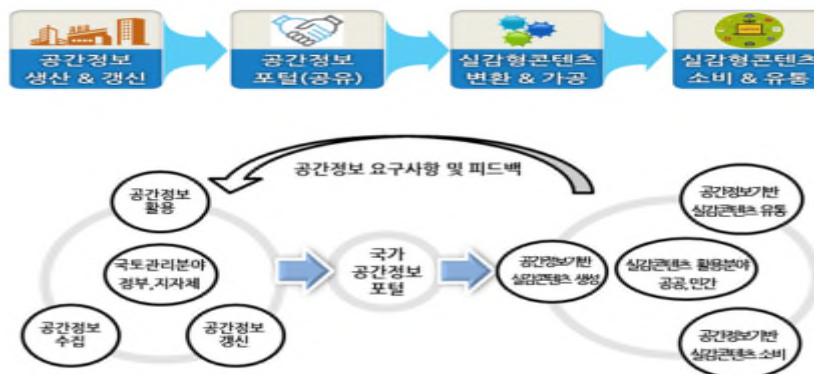 공간정보
생산 & 갱신
공간정보
포털(공유)
실감형콘텐츠
변환 & 가공
실감형콘텐츠
소비 & 유통
공간정보 요구사항 및 피드백
공간정보
활용
국토관리분야
정부,지자체
공간정보
수집
공간정보
갱신
국가
공간정보
포털
공간정보기반
실감콘텐츠 생성
공간정보기반
실감콘텐츠 유통
실감콘텐츠 활용분야
공공,민간
공간정보기반
실감콘텐츠 소비